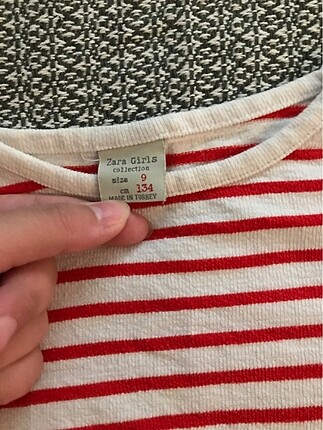 Zara Girls
collection
size 9
cm 134
MADE IN TURKEY